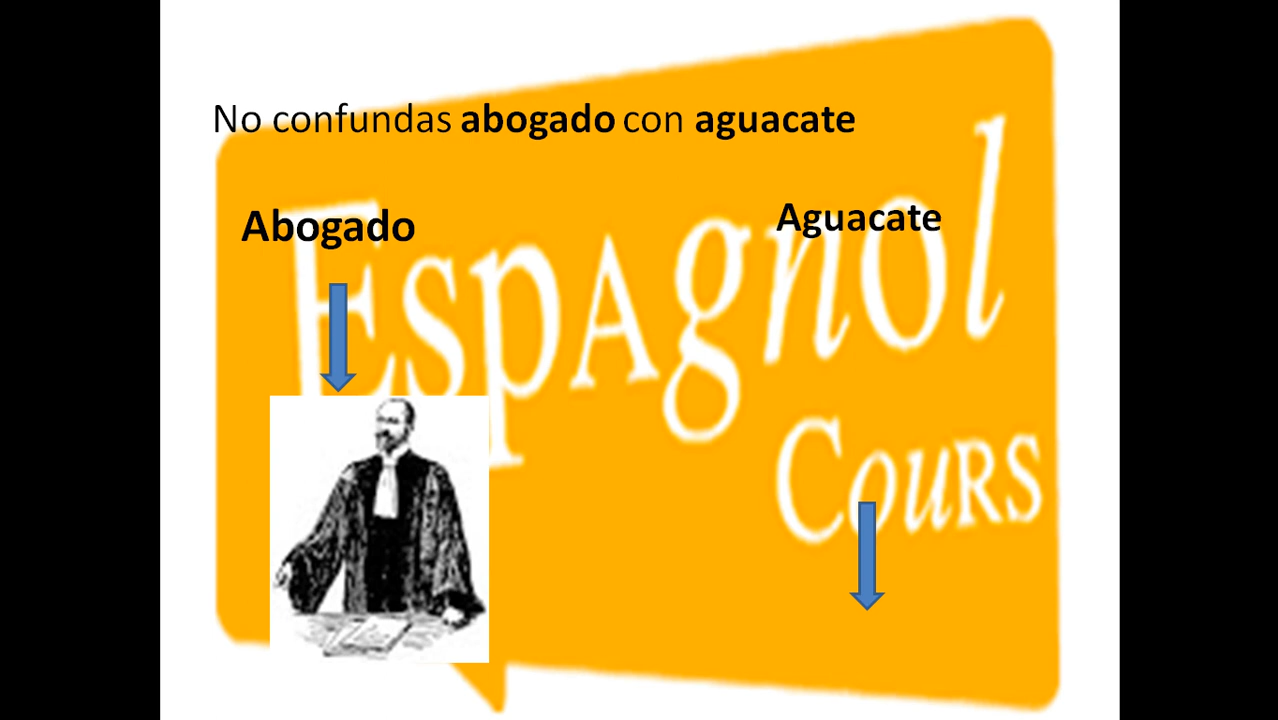 No confundas abogado con aguacate
Abogado
Aguacate
EspAgnol
CouRS